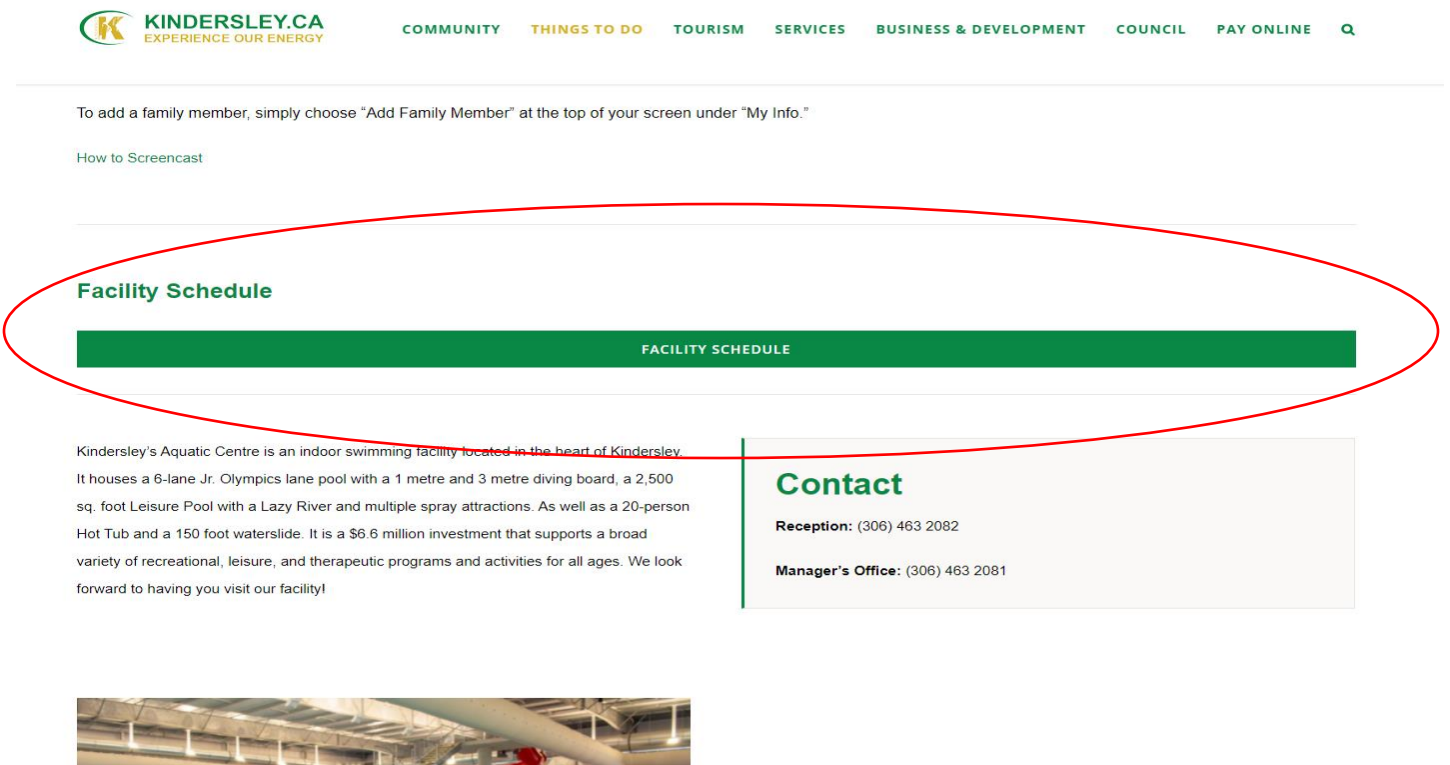 KINDERSLEY.CA
EXPERIENCE OUR ENERGY
COMMUNITY THINGS TO DO TOURISM SERVICES BUSINESS & DEVELOPMENT COUNCIL PAY ONLINE
To add a family member, simply choose “Add Family Member” at the top of your screen under “My Info.”
How to Screencast
Facility Schedule
FACILITY SCHEDULE
Kindersley’s Aquatic Centre is an indoor swimming facility located in the heart of Kindersley.
It houses a 6-lane Jr. Olympics lane pool with a 1 metre and 3 metre diving board, a 2,500
sq. foot Leisure Pool with a Lazy River and multiple spray attractions. As well as a 20-person
Hot Tub and a 150 foot waterslide. It is a $6.6 million investment that supports a broad
variety of recreational, leisure, and therapeutic programs and activities for all ages. We look
forward to having you visit our facility!
Contact
Reception: (306) 463 2082
Manager’s Office: (306) 463 2081